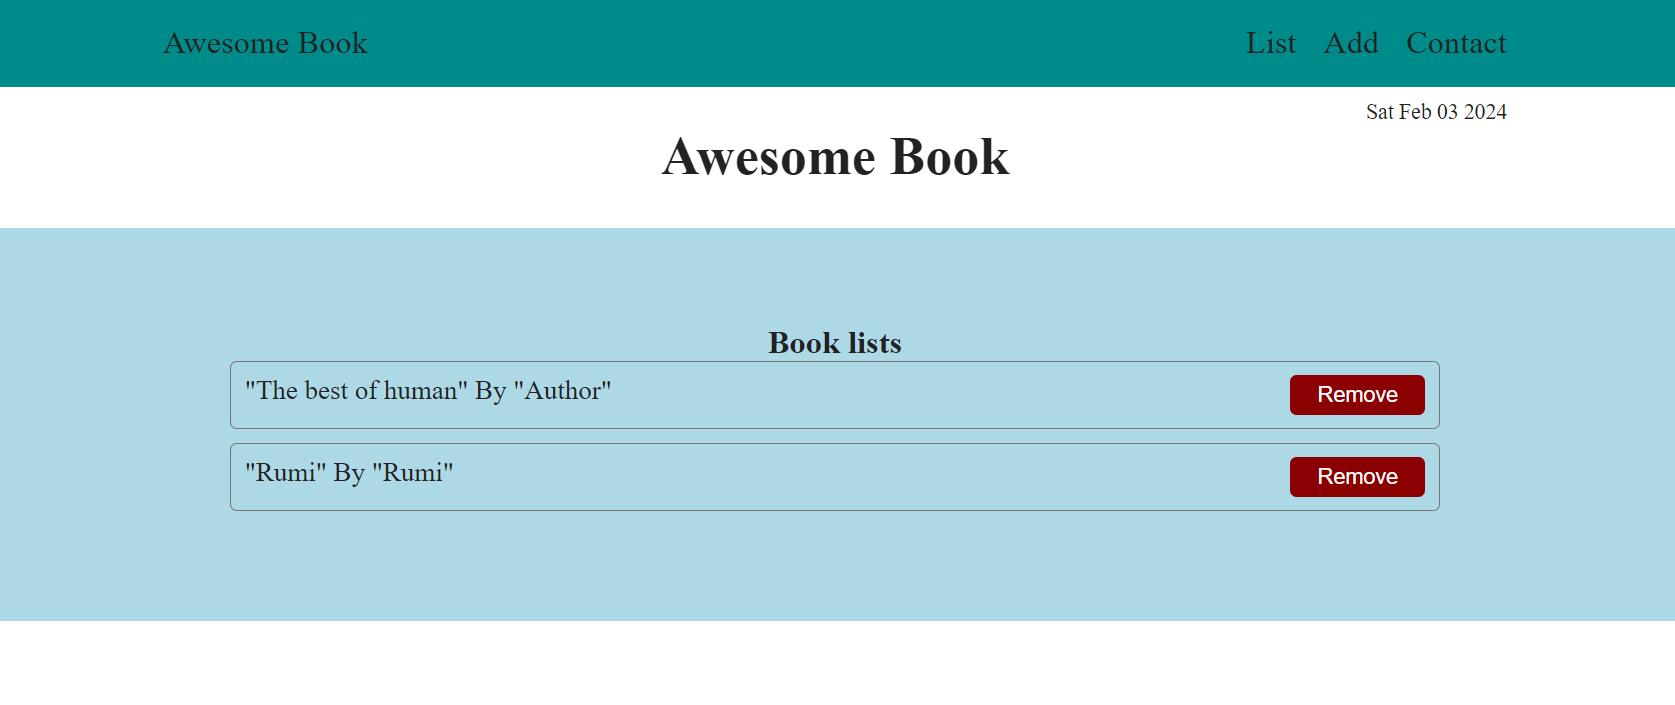 Awesome Book
List Add Contact
Sat Feb 03 2024
Awesome Book
Book lists
"The best of human" By "Author"
Remove
"Rumi" By "Rumi"
Remove